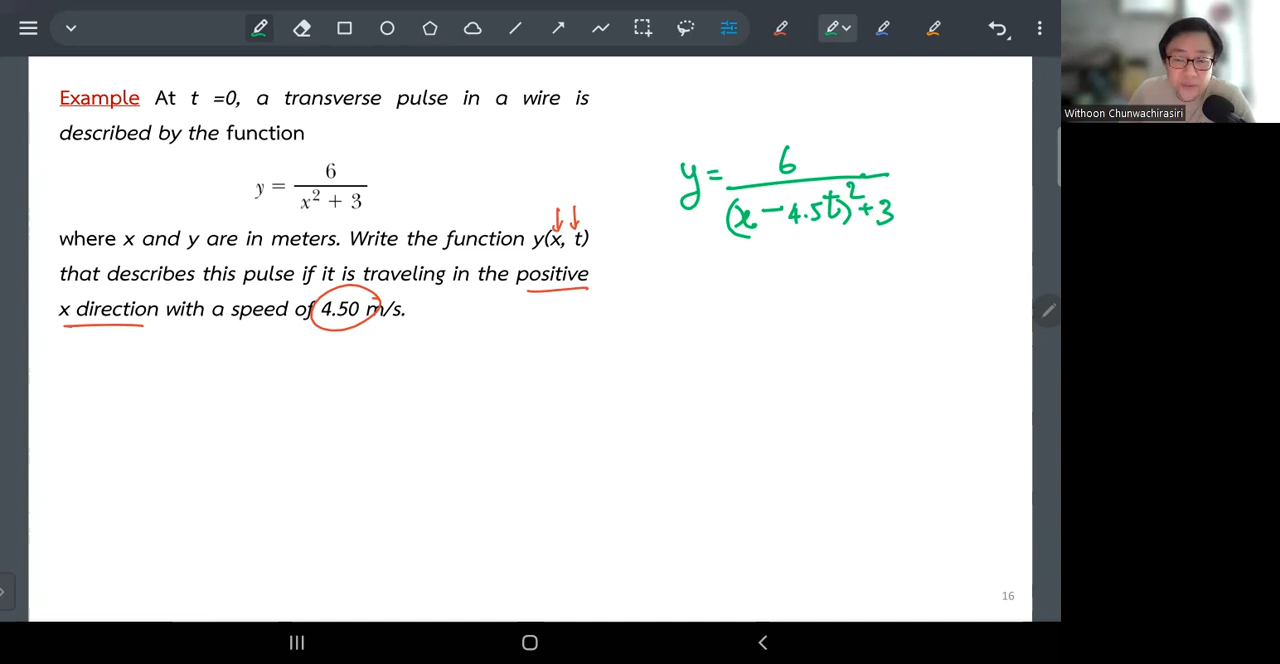 Example At t =0, a transverse pulse in a wire is
described by the function
y = 6 / (x² + 3)
where x and y are in meters. Write the function y(x, t)
that describes this pulse if it is traveling in the positive
x direction with a speed of 4.50 m/s.
y = 6 / ((x - 4.5t)² + 3)
Withoon Chunwachirasiri
16